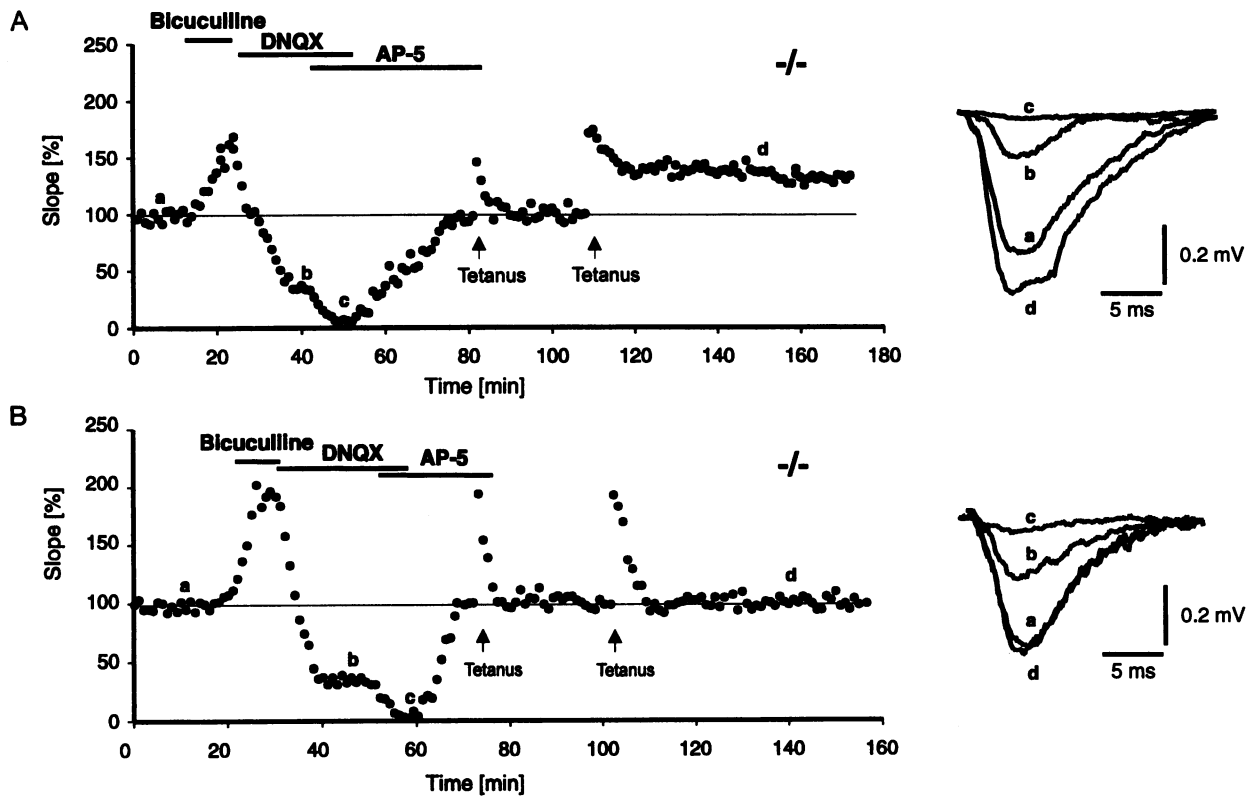 A
Bicuculline
DNQX
AP-5
-/-
250
200
150
100
50
0
Slope [%]
a
b
c
d
Tetanus
Tetanus
0 20 40 60 80 100 120 140 160 180
Time [min]
c
b
a
d
0.2 mV
5 ms
B
Bicuculline
DNQX
AP-5
-/-
250
200
150
100
50
0
Slope [%]
a
b
c
d
Tetanus
Tetanus
0 20 40 60 80 100 120 140 160
Time [min]
c
b
a
d
0.2 mV
5 ms